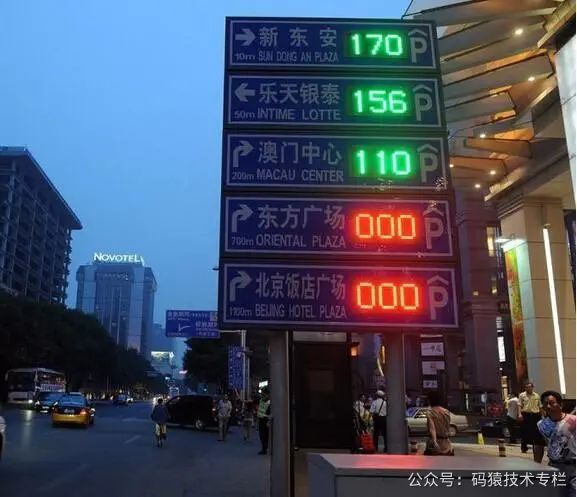 新东安 170 P
10m SUN DONG AN PLAZA
乐天银泰 156 P
50m INTIME LOTTE
澳门中心 110 P
200m MACAU CENTER
东方广场 000 P
700m ORIENTAL PLAZA
北京饭店广场 000 P
1100m BEIJING HOTEL PLAZA
NOVOTEL
公众号：码猿技术专栏